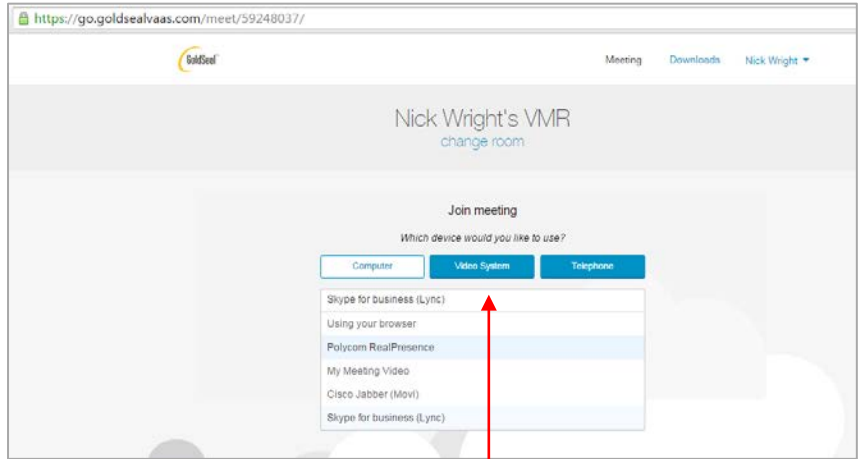 https://go.goldsealvaas.com/meet/59248037/
GoldSeal Meeting Downloads Nick Wright
Nick Wright's VMR
change room
Join meeting
Which device would you like to use?
Computer Video System Telephone
Skype for business (Lync)
Using your browser
Polycom RealPresence
My Meeting Video
Cisco Jabber (Movi)
Skype for business (Lync)